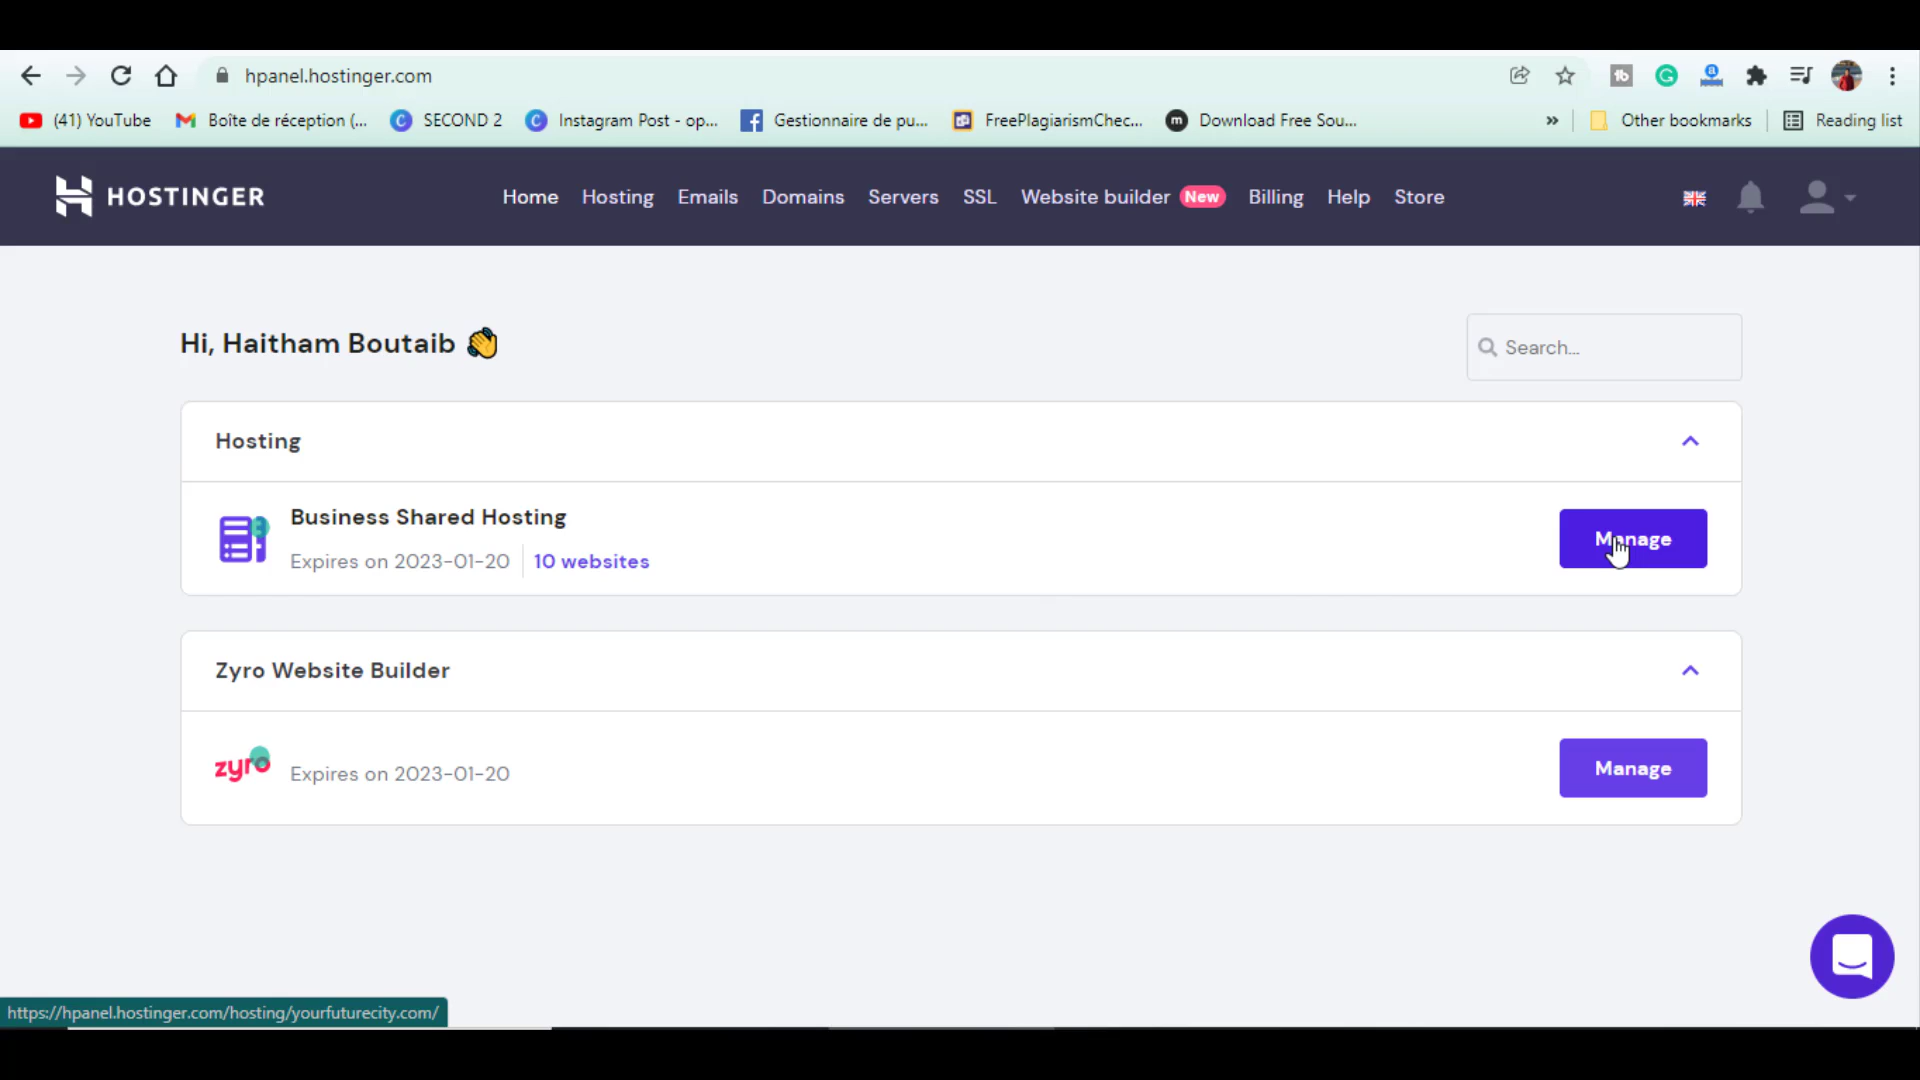 hpanel.hostinger.com
(41) YouTube Boîte de réception (... SECOND 2 Instagram Post - op... Gestionnaire de pu... FreePlagiarismChec... Download Free Sou... » Other bookmarks Reading list
HOSTINGER Home Hosting Emails Domains Servers SSL Website builder New Billing Help Store
Hi, Haitham Boutaib
Search...
Hosting
Business Shared Hosting
Expires on 2023-01-20 10 websites
Manage
Zyro Website Builder
zyro Expires on 2023-01-20
Manage
https://hpanel.hostinger.com/hosting/yourfuturecity.com/